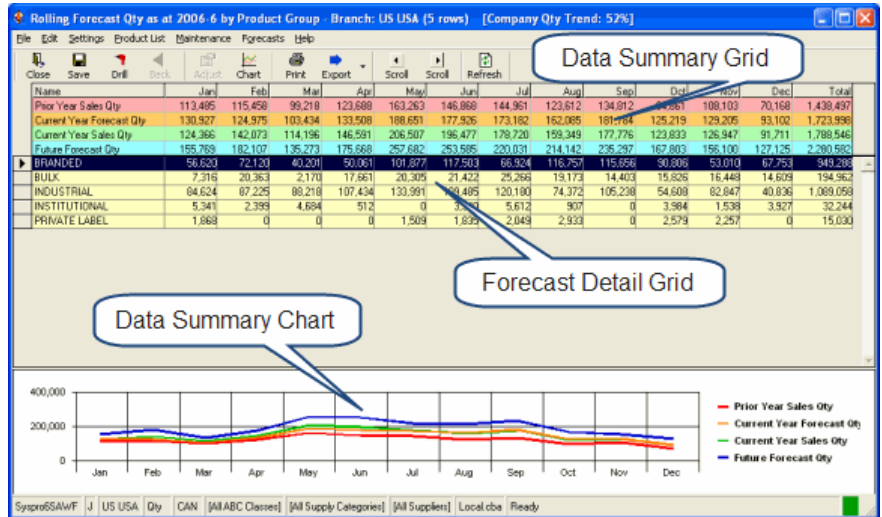 Rolling Forecast Qty as at 2006-6 by Product Group - Branch: US USA (5 rows) [Company Qty Trend: 52%]
File Edit Settings Product List Maintenance Forecasts Help
Close Save Drill Back Adjust Chart Print Export Scroll Scroll Refresh
Data Summary Grid
Name Jan Feb Mar Apr May Jun Jul Aug Sep Oct Nov Dec Total
Prior Year Sales Qty 113,485 115,458 99,218 123,688 163,263 146,868 144,961 123,612 134,812 108,103 70,168 1,438,497
Current Year Forecast Qty 130,927 124,975 103,434 133,508 188,651 177,926 173,182 162,085 181,784 125,219 129,205 93,102 1,723,998
Current Year Sales Qty 124,366 142,073 114,196 146,591 206,507 196,477 178,720 159,349 177,776 123,833 126,947 91,711 1,788,546
Future Forecast Qty 155,769 182,107 135,273 175,668 257,682 253,585 220,031 214,142 235,297 167,803 156,100 127,125 2,280,582
BRANDED 56,620 72,120 40,201 50,061 101,877 117,503 66,924 116,757 115,656 90,806 53,010 67,753 949,288
BULK 7,316 20,363 2,170 17,661 20,305 21,422 25,266 19,173 14,403 15,826 16,448 14,609 194,962
INDUSTRIAL 84,624 87,225 88,218 107,434 133,991 120,180 74,372 105,238 54,608 82,847 40,836 1,089,058
INSTITUTIONAL 5,341 2,399 4,684 512 0 5,612 907 0 3,984 1,538 3,927 32,244
PRIVATE LABEL 1,868 0 0 0 1,509 1,835 2,049 2,933 0 2,579 2,257 0 15,030
Forecast Detail Grid
Data Summary Chart
400,000
200,000
0
Jan Feb Mar Apr May Jun Jul Aug Sep Oct Nov Dec
Prior Year Sales Qty
Current Year Forecast Qty
Current Year Sales Qty
Future Forecast Qty
Syspro6SAWF J US USA Qty CAN [All ABC Classes] [All Supply Categories] [All Suppliers] Local.cba Ready